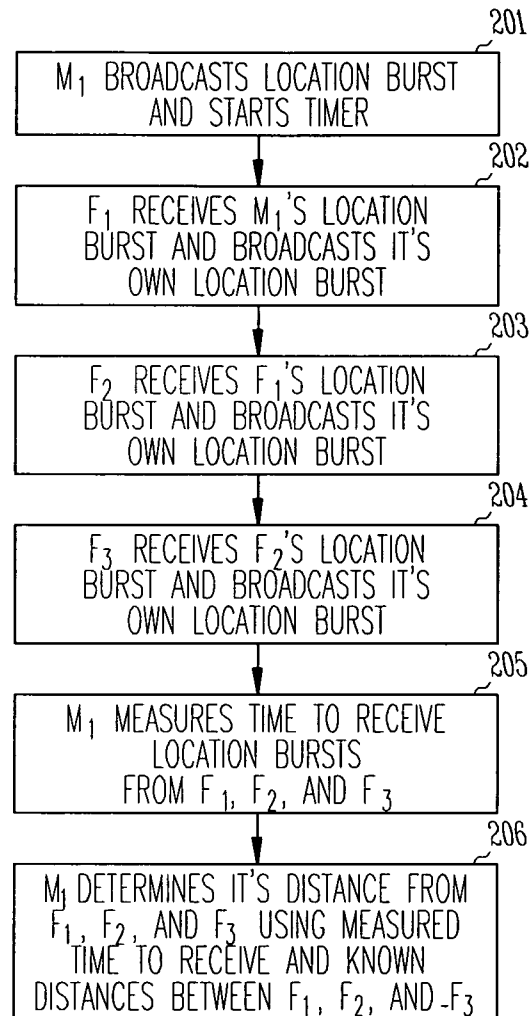 201
M1 BROADCASTS LOCATION BURST
AND STARTS TIMER
202
F1 RECEIVES M1'S LOCATION
BURST AND BROADCASTS IT'S
OWN LOCATION BURST
203
F2 RECEIVES F1'S LOCATION
BURST AND BROADCASTS IT'S
OWN LOCATION BURST
204
F3 RECEIVES F2'S LOCATION
BURST AND BROADCASTS IT'S
OWN LOCATION BURST
205
M1 MEASURES TIME TO RECEIVE
LOCATION BURSTS
FROM F1, F2, AND F3
206
M1 DETERMINES IT'S DISTANCE FROM
F1, F2, AND F3 USING MEASURED
TIME TO RECEIVE AND KNOWN
DISTANCES BETWEEN F1, F2, AND -F3